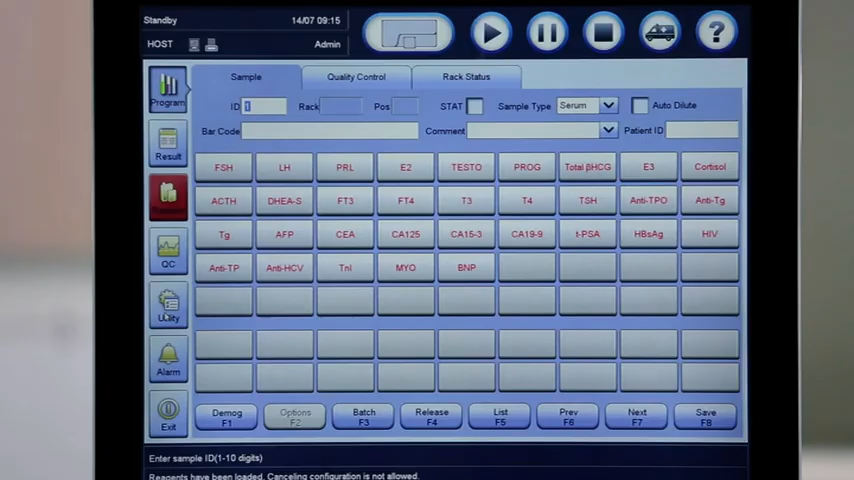 Standby 14/07 09:15
HOST Admin
?
Program
Sample Quality Control Rack Status
ID 1 Rack Pos STAT Sample Type Serum Auto Dilute
Bar Code Comment Patient ID
Result
FSH LH PRL E2 TESTO PROG Total βHCG E3 Cortisol
ACTH DHEA-S FT3 FT4 T3 T4 TSH Anti-TPO Anti-Tg
Tg AFP CEA CA125 CA15-3 CA19-9 t-PSA HBsAg HIV
QC
Anti-TP Anti-HCV TnI MYO BNP
Utility
Alarm
Exit
Demog Options Batch Release List Prev Next Save
F1 F2 F3 F4 F5 F6 F7 F8
Enter sample ID(1-10 digits)
Reagents have been loaded. Canceling configuration is not allowed.